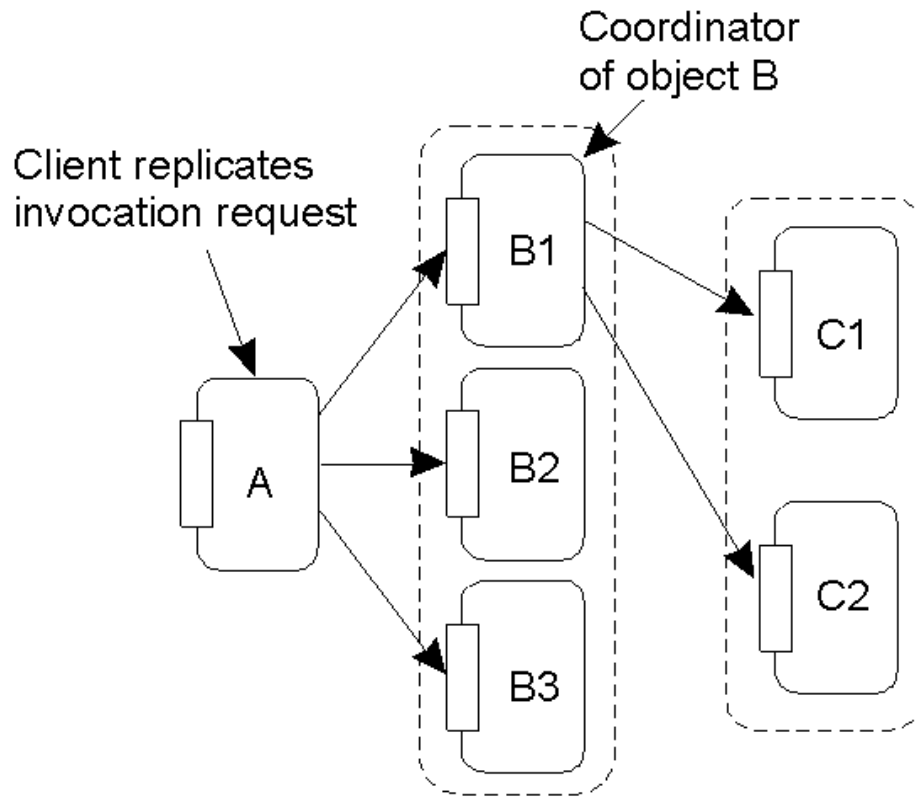 Coordinator
of object B
Client replicates
invocation request
B1
C1
A
B2
C2
B3